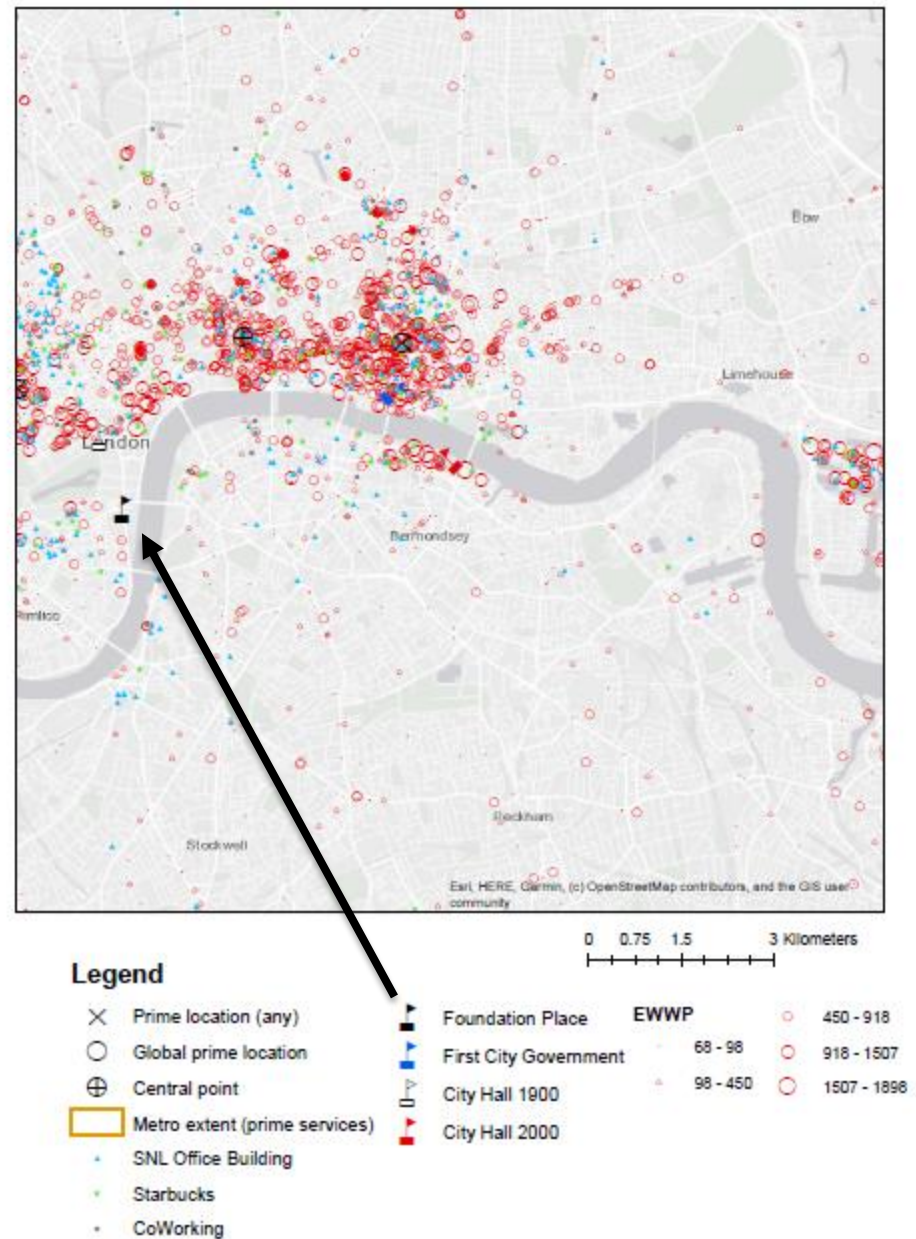 Bow
Limehouse
London
Bermondsey
Pimlico
Peckham
Stockwell
Esri, HERE, Garmin, (c) OpenStreetMap contributors, and the GIS user
community
0 0.75 1.5 3 Kilometers
Legend
Prime location (any)
Global prime location
Central point
Metro extent (prime services)
SNL Office Building
Starbucks
CoWorking
Foundation Place
First City Government
City Hall 1900
City Hall 2000
EWWP
68 - 98
98 - 450
450 - 918
918 - 1507
1507 - 1898